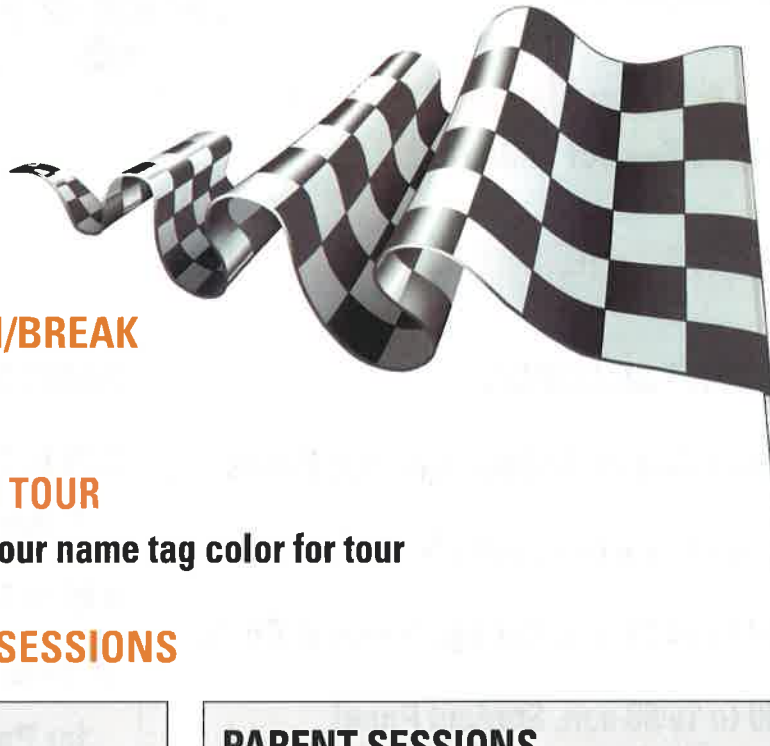 /BREAK
TOUR
our name tag color for tour
SESSIONS
PARENT SESSIONS